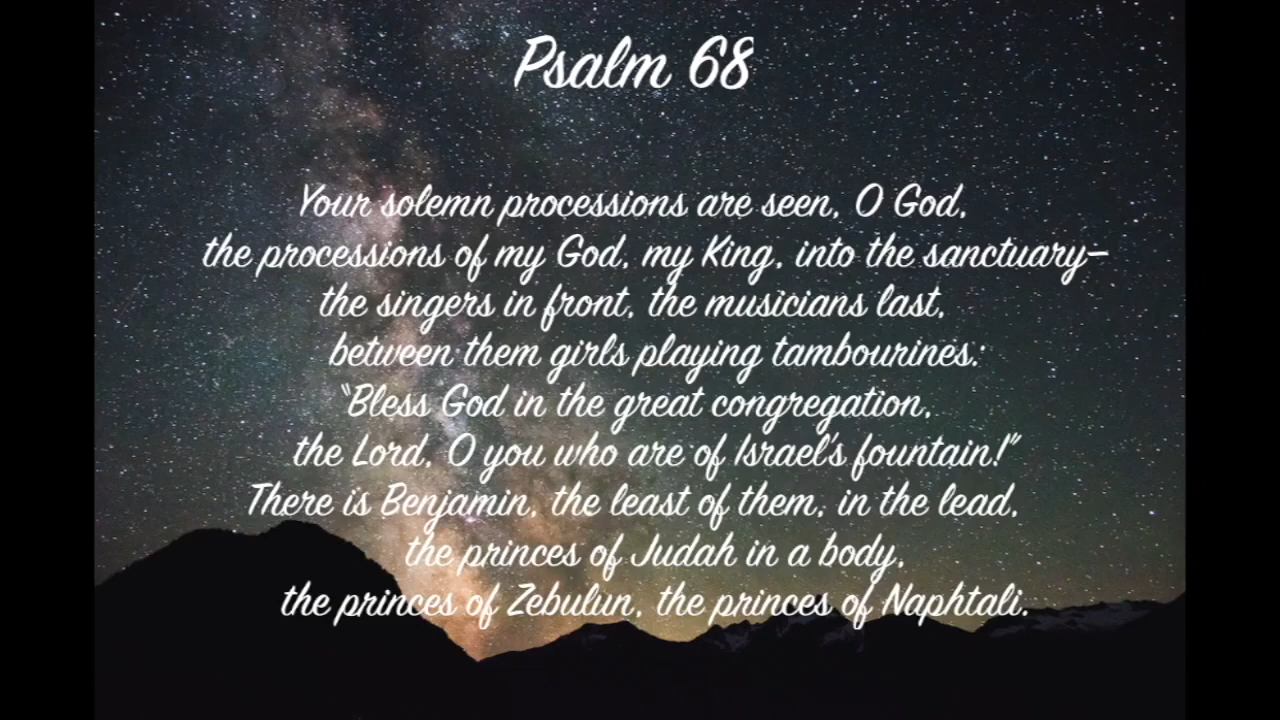 Psalm 68
Your solemn processions are seen, O God,
the processions of my God, my King, into the sanctuary–
the singers in front, the musicians last,
between them girls playing tambourines:
“Bless God in the great congregation,
the Lord, O you who are of Israel's fountain!”
There is Benjamin, the least of them, in the lead,
the princes of Judah in a body,
the princes of Zebulun, the princes of Naphtali.